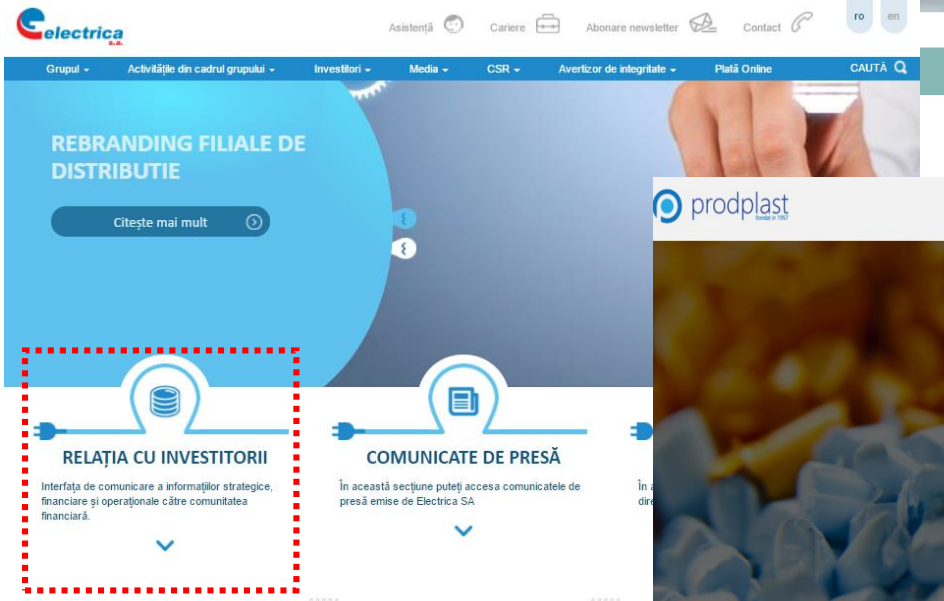 electrica
s.a.
Asistență
Cariere
Abonare newsletter
Contact
ro
en
Grupul
Activitățile din cadrul grupului
Investitori
Media
CSR
Avertizor de integritate
Plată Online
CAUTĂ
REBRANDING FILIALE DE
DISTRIBUTIE
Citește mai mult
prodplast
fondat in 1957
RELAȚIA CU INVESTITORII
Interfața de comunicare a informațiilor strategice,
financiare și operaționale către comunitatea
financiară.
COMUNICATE DE PRESĂ
În această secțiune puteți accesa comunicatele de
presă emise de Electrica SA
În